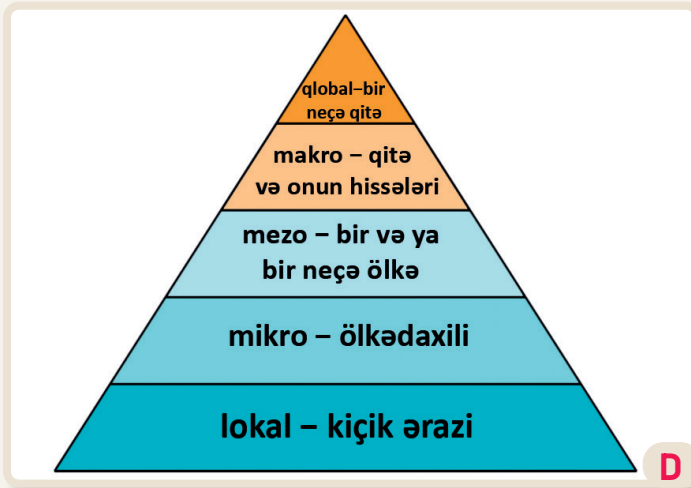 qlobal–bir
neçə qitə
makro – qitə
və onun hissələri
mezo – bir və ya
bir neçə ölkə
mikro – ölkədaxili
lokal – kiçik ərazi
D